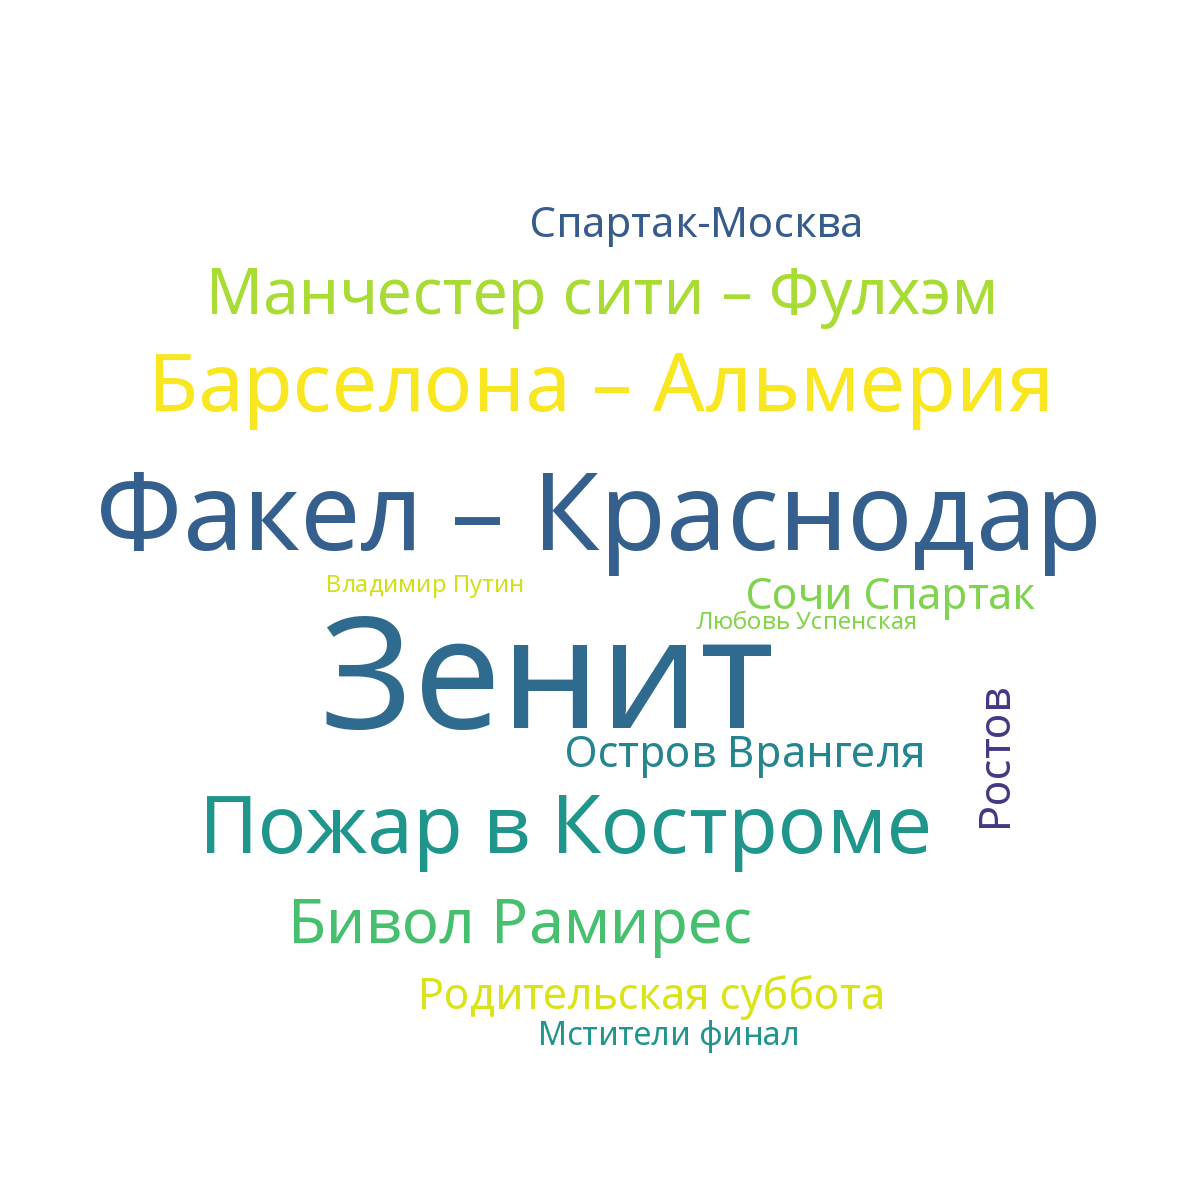 Спартак-Москва
Манчестер сити – Фулхэм
Барселона – Альмерия
Факел – Краснодар
Владимир Путин
Сочи Спартак
Любовь Успенская
Зенит
Остров Врангеля
Ростов
Пожар в Костроме
Бивол Рамирес
Родительская суббота
Мстители финал